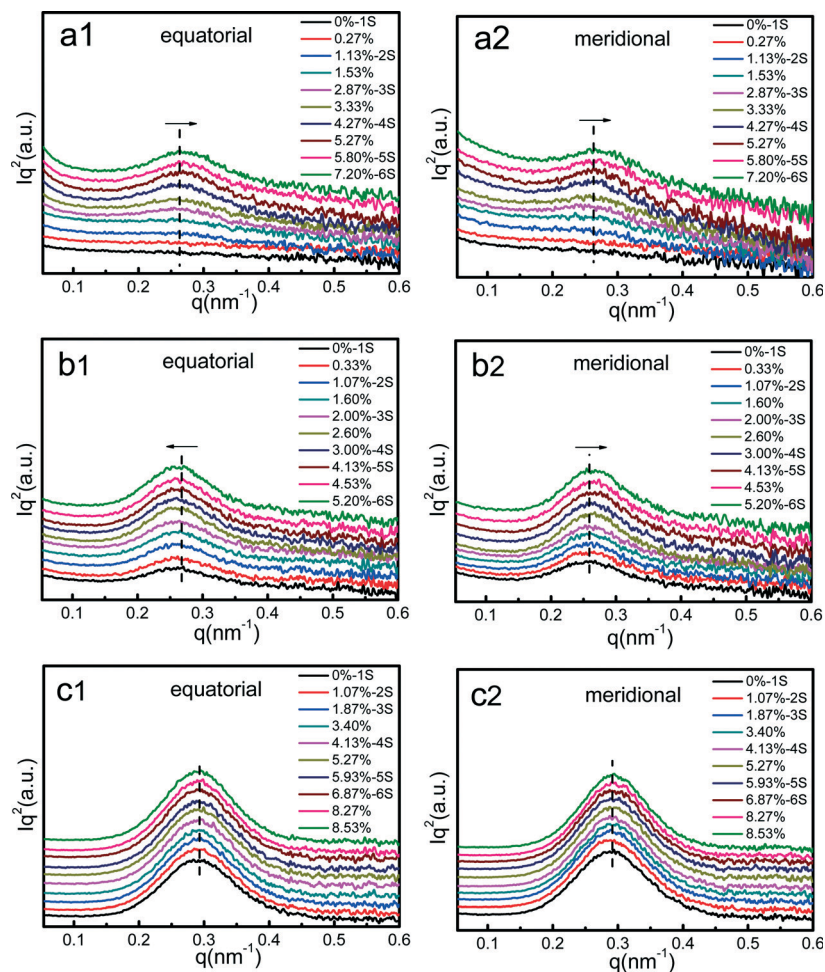 a1
equatorial
0%-1S
0.27%
1.13%-2S
1.53%
2.87%-3S
3.33%
4.27%-4S
5.27%
5.80%-5S
7.20%-6S
Iq²(a.u.)
0.1 0.2 0.3 0.4 0.5 0.6
q(nm⁻¹)
a2
meridional
0%-1S
0.27%
1.13%-2S
1.53%
2.87%-3S
3.33%
4.27%-4S
5.27%
5.80%-5S
7.20%-6S
Iq²(a.u.)
0.1 0.2 0.3 0.4 0.5 0.6
q(nm⁻¹)
b1
equatorial
0%-1S
0.33%
1.07%-2S
1.60%
2.00%-3S
2.60%
3.00%-4S
4.13%-5S
4.53%
5.20%-6S
Iq²(a.u.)
0.1 0.2 0.3 0.4 0.5 0.6
q(nm⁻¹)
b2
meridional
0%-1S
0.33%
1.07%-2S
1.60%
2.00%-3S
2.60%
3.00%-4S
4.13%-5S
4.53%
5.20%-6S
Iq²(a.u.)
0.1 0.2 0.3 0.4 0.5 0.6
q(nm⁻¹)
c1
equatorial
0%-1S
1.07%-2S
1.87%-3S
3.40%
4.13%-4S
5.27%
5.93%-5S
6.87%-6S
8.27%
8.53%
Iq²(a.u.)
0.1 0.2 0.3 0.4 0.5 0.6
q(nm⁻¹)
c2
meridional
0%-1S
1.07%-2S
1.87%-3S
3.40%
4.13%-4S
5.27%
5.93%-5S
6.87%-6S
8.27%
8.53%
Iq²(a.u.)
0.1 0.2 0.3 0.4 0.5 0.6
q(nm⁻¹)